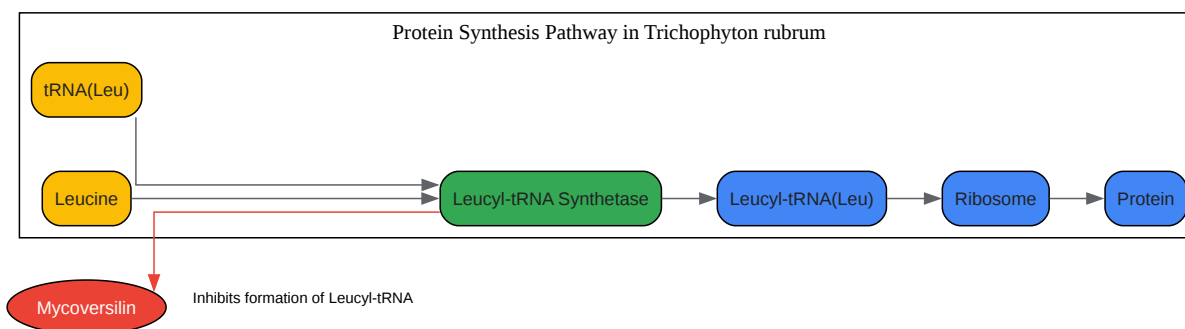 Protein Synthesis Pathway in Trichophyton rubrum
tRNA(Leu)
Leucine
Leucyl-tRNA Synthetase
Leucyl-tRNA(Leu)
Ribosome
Protein
Mycoversilin
Inhibits formation of Leucyl-tRNA